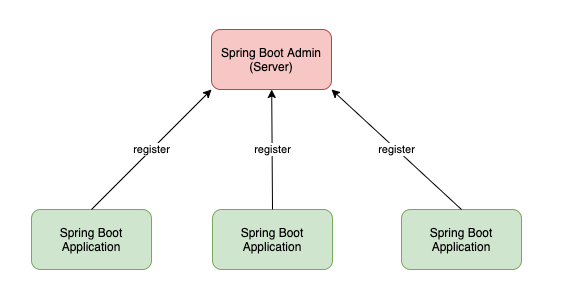 Spring Boot Admin
(Server)
register
register
register
Spring Boot
Application
Spring Boot
Application
Spring Boot
Application